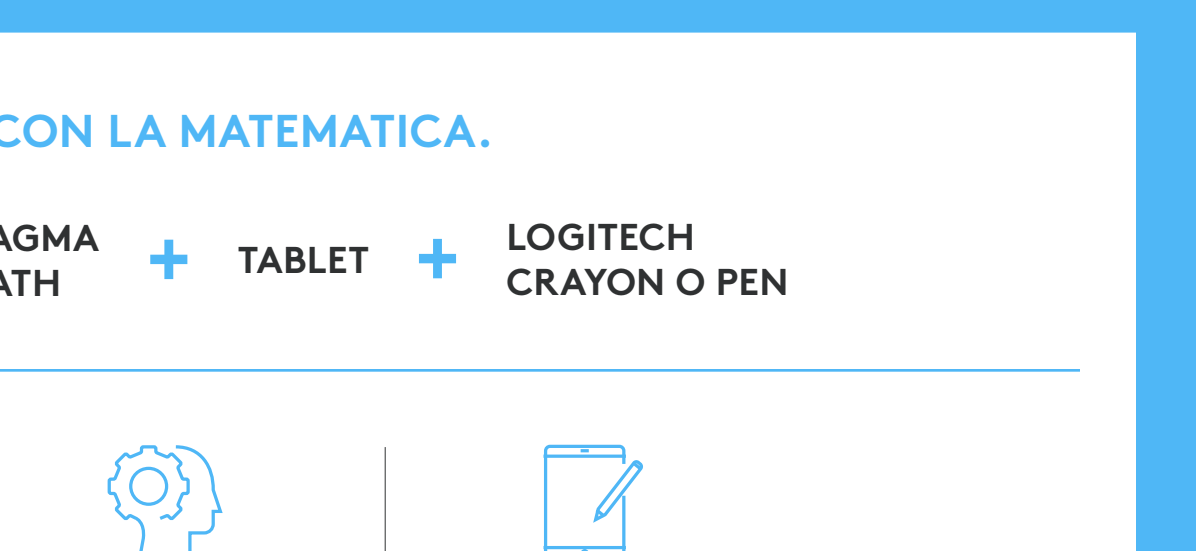 CON LA MATEMATICA.
AGMA + TABLET + LOGITECH
ATH CRAYON O PEN